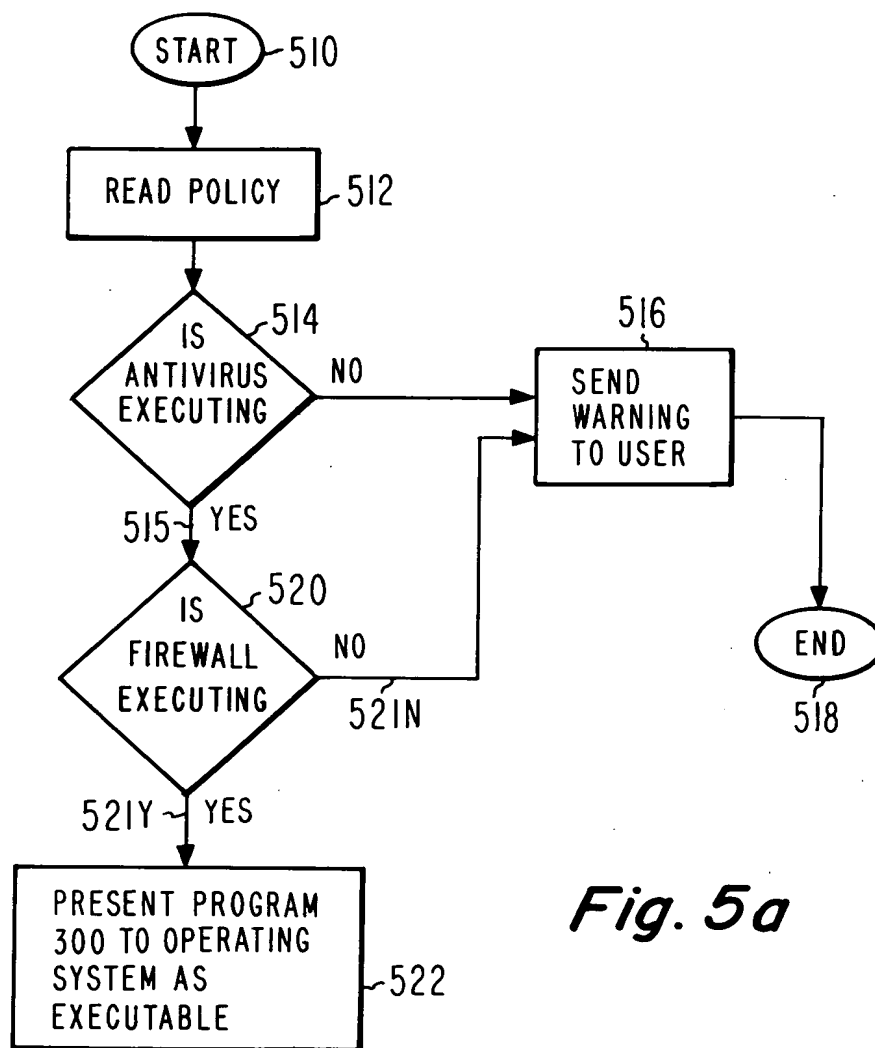 START
510
READ POLICY
512
IS
ANTIVIRUS
EXECUTING
514
NO
516
SEND
WARNING
TO USER
515
YES
IS
FIREWALL
EXECUTING
520
NO
521N
END
518
521Y
YES
PRESENT PROGRAM
300 TO OPERATING
SYSTEM AS
EXECUTABLE
522
Fig. 5a